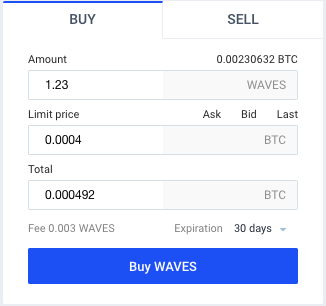 BUY SELL
Amount 0.00230632 BTC
1.23 WAVES
Limit price Ask Bid Last
0.0004 BTC
Total
0.000492 BTC
Fee 0.003 WAVES Expiration 30 days
Buy WAVES